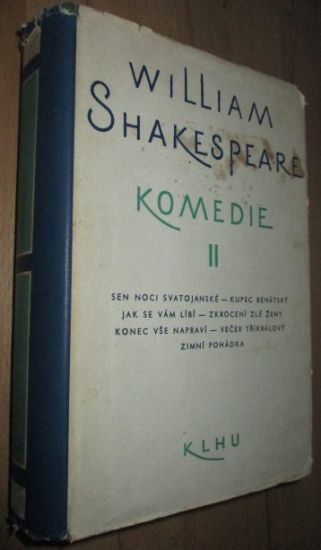 WILLIAM
SHAKESPEARE
KOMEDIE
II
SEN NOCI SVATOJANSKÉ – KUPEC BENÁTSKÝ
JAK SE VÁM LÍBÍ – ZKROCENÍ ZLÉ ŽENY
KONEC VŠE NAPRAVÍ – VEČER TŘÍKRÁLOVÝ
ZIMNÍ POHÁDKA
KLHU